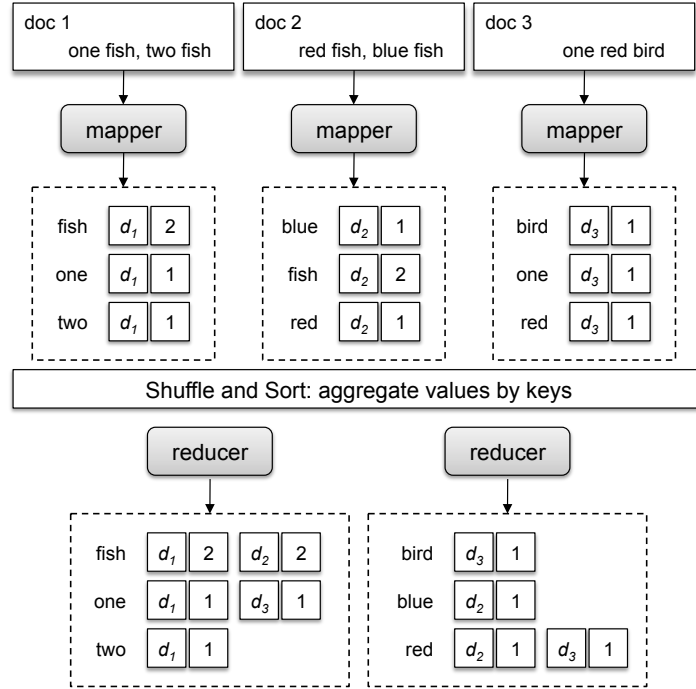 doc 1 doc 2 doc 3
one fish, two fish red fish, blue fish one red bird
mapper mapper mapper
fish d1 2 blue d2 1 bird d3 1
one d1 1 fish d2 2 one d3 1
two d1 1 red d2 1 red d3 1
Shuffle and Sort: aggregate values by keys
reducer reducer
fish d1 2 d2 2 bird d3 1
one d1 1 d3 1 blue d2 1
two d1 1 red d2 1 d3 1